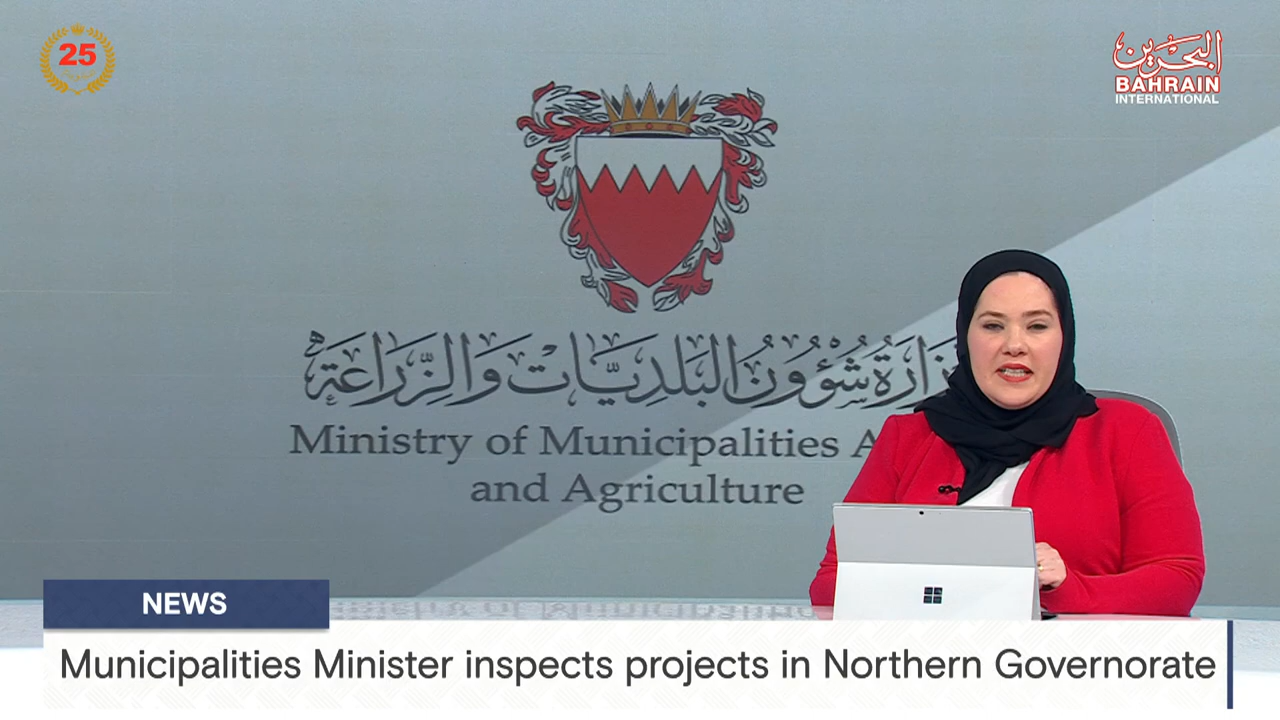 25
البحرين
BAHRAIN
INTERNATIONAL
وزارة شؤون البلديات والزراعة
Ministry of Municipalities A
and Agriculture
NEWS
Municipalities Minister inspects projects in Northern Governorate